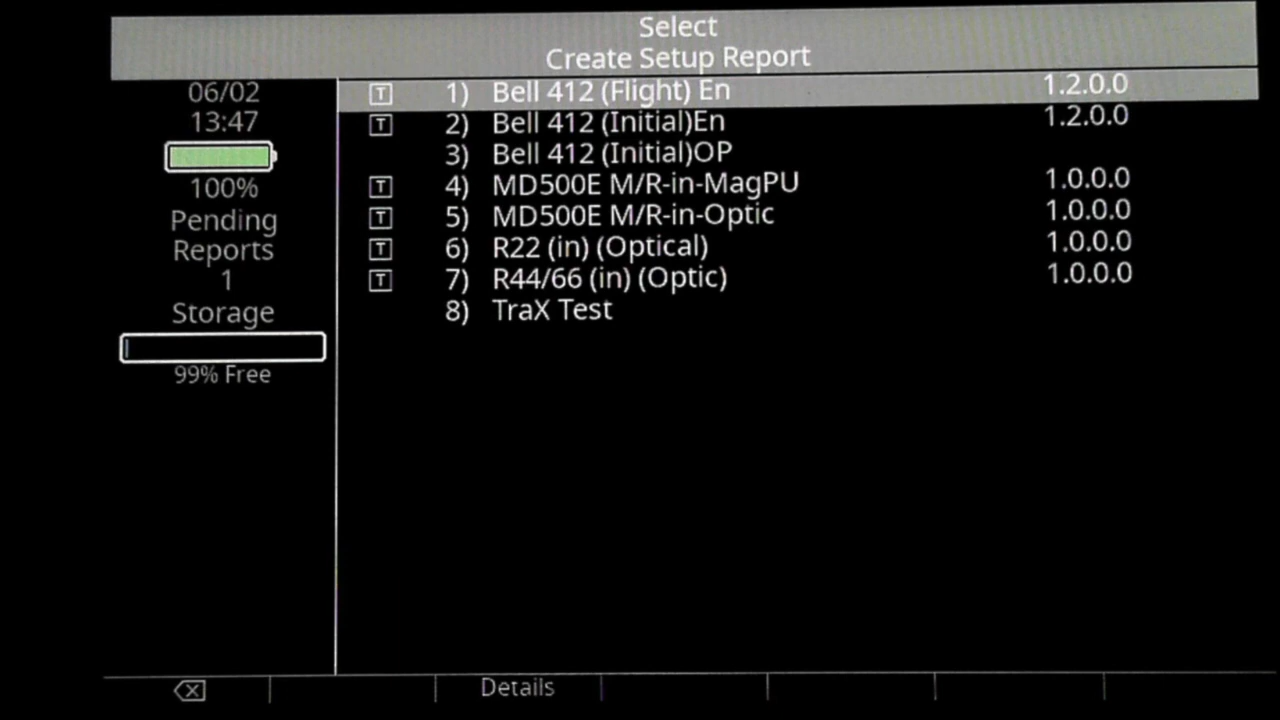 Select
Create Setup Report
06/02
13:47
100%
Pending
Reports
1
Storage
99% Free
T 1) Bell 412 (Flight) En 1.2.0.0
T 2) Bell 412 (Initial)En 1.2.0.0
3) Bell 412 (Initial)OP
T 4) MD500E M/R-in-MagPU 1.0.0.0
T 5) MD500E M/R-in-Optic 1.0.0.0
T 6) R22 (in) (Optical) 1.0.0.0
T 7) R44/66 (in) (Optic) 1.0.0.0
8) TraX Test
Details